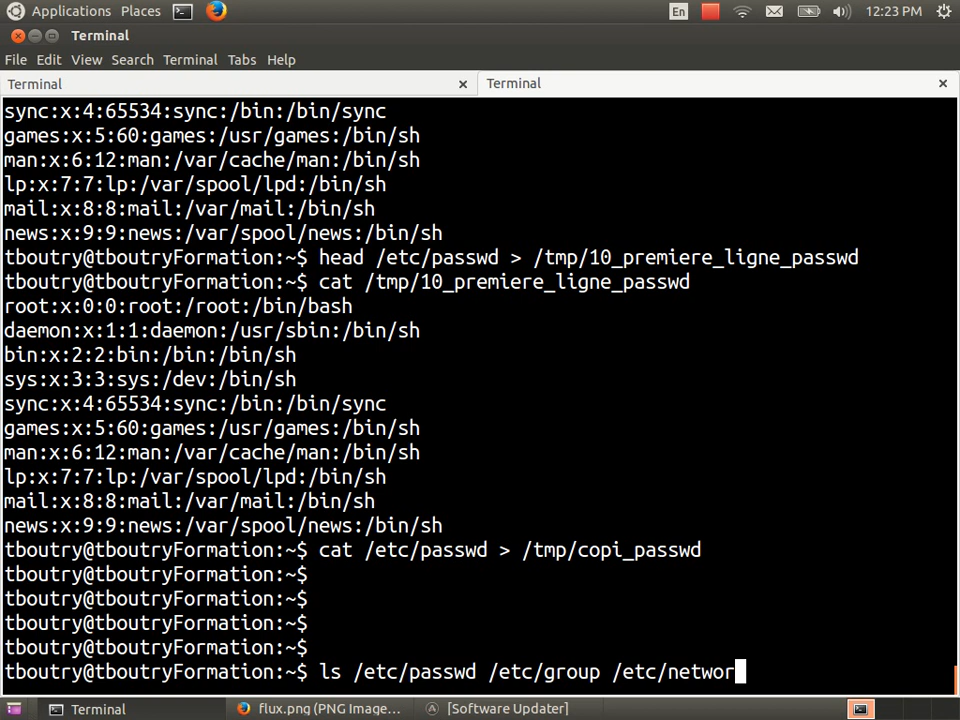 Applications Places En 12:23 PM
Terminal
File Edit View Search Terminal Tabs Help
Terminal × Terminal ×
sync:x:4:65534:sync:/bin:/bin/sync
games:x:5:60:games:/usr/games:/bin/sh
man:x:6:12:man:/var/cache/man:/bin/sh
lp:x:7:7:lp:/var/spool/lpd:/bin/sh
mail:x:8:8:mail:/var/mail:/bin/sh
news:x:9:9:news:/var/spool/news:/bin/sh
tboutry@tboutryFormation:~$ head /etc/passwd > /tmp/10_premiere_ligne_passwd
tboutry@tboutryFormation:~$ cat /tmp/10_premiere_ligne_passwd
root:x:0:0:root:/root:/bin/bash
daemon:x:1:1:daemon:/usr/sbin:/bin/sh
bin:x:2:2:bin:/bin:/bin/sh
sys:x:3:3:sys:/dev:/bin/sh
sync:x:4:65534:sync:/bin:/bin/sync
games:x:5:60:games:/usr/games:/bin/sh
man:x:6:12:man:/var/cache/man:/bin/sh
lp:x:7:7:lp:/var/spool/lpd:/bin/sh
mail:x:8:8:mail:/var/mail:/bin/sh
news:x:9:9:news:/var/spool/news:/bin/sh
tboutry@tboutryFormation:~$ cat /etc/passwd > /tmp/copi_passwd
tboutry@tboutryFormation:~$
tboutry@tboutryFormation:~$
tboutry@tboutryFormation:~$
tboutry@tboutryFormation:~$
tboutry@tboutryFormation:~$ ls /etc/passwd /etc/group /etc/networ
Terminal flux.png (PNG Image... [Software Updater]